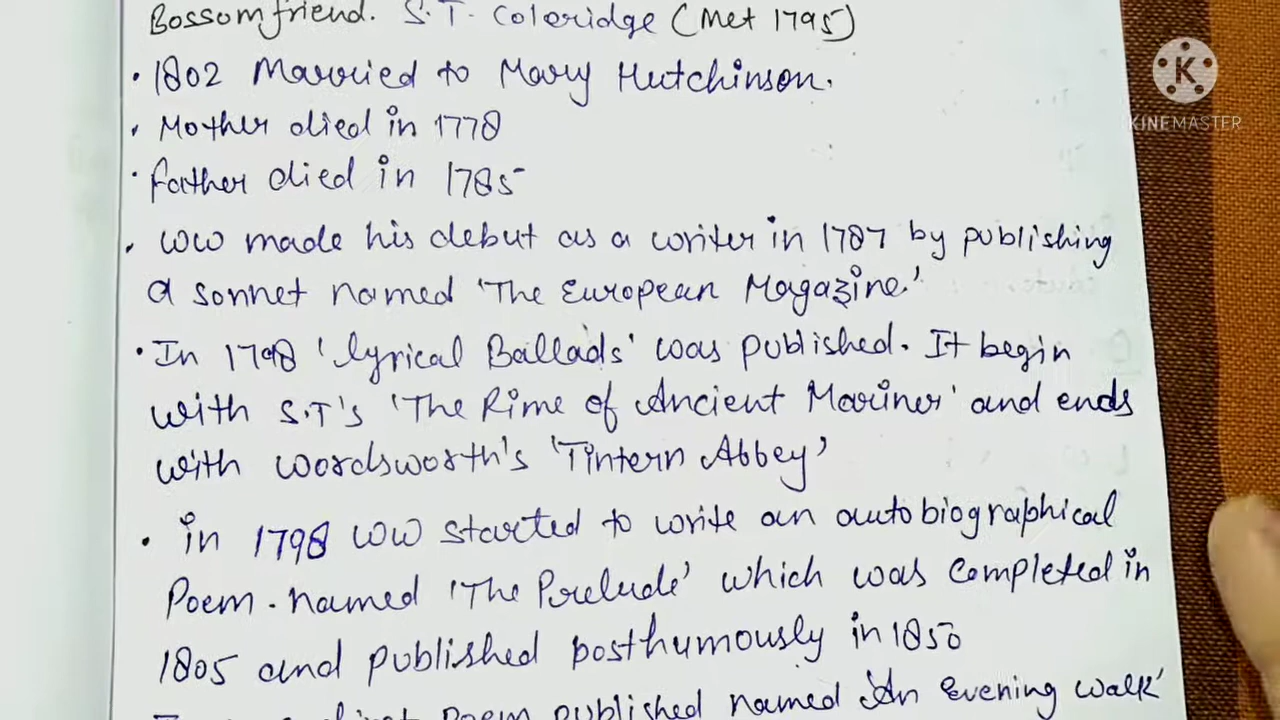 Bossom friend. S.T. Coleridge (Met 1795)
• 1802 Married to Mary Hutchinson.
• Mother died in 1778
• father died in 1785
• WW made his debut as a writer in 1787 by publishing
a sonnet named 'The European Magazine.'
• In 1798 'lyrical Ballads' was published. It begin
with S.T's 'The Rime of Ancient Mariner' and ends
with wordsworth's 'Tintern Abbey'
• in 1798 WW started to write an autobiographical
Poem. named 'The Prelude' which was completed in
1805 and published posthumously in 1850
poem published named An Evening walk'
K
KINEMASTER